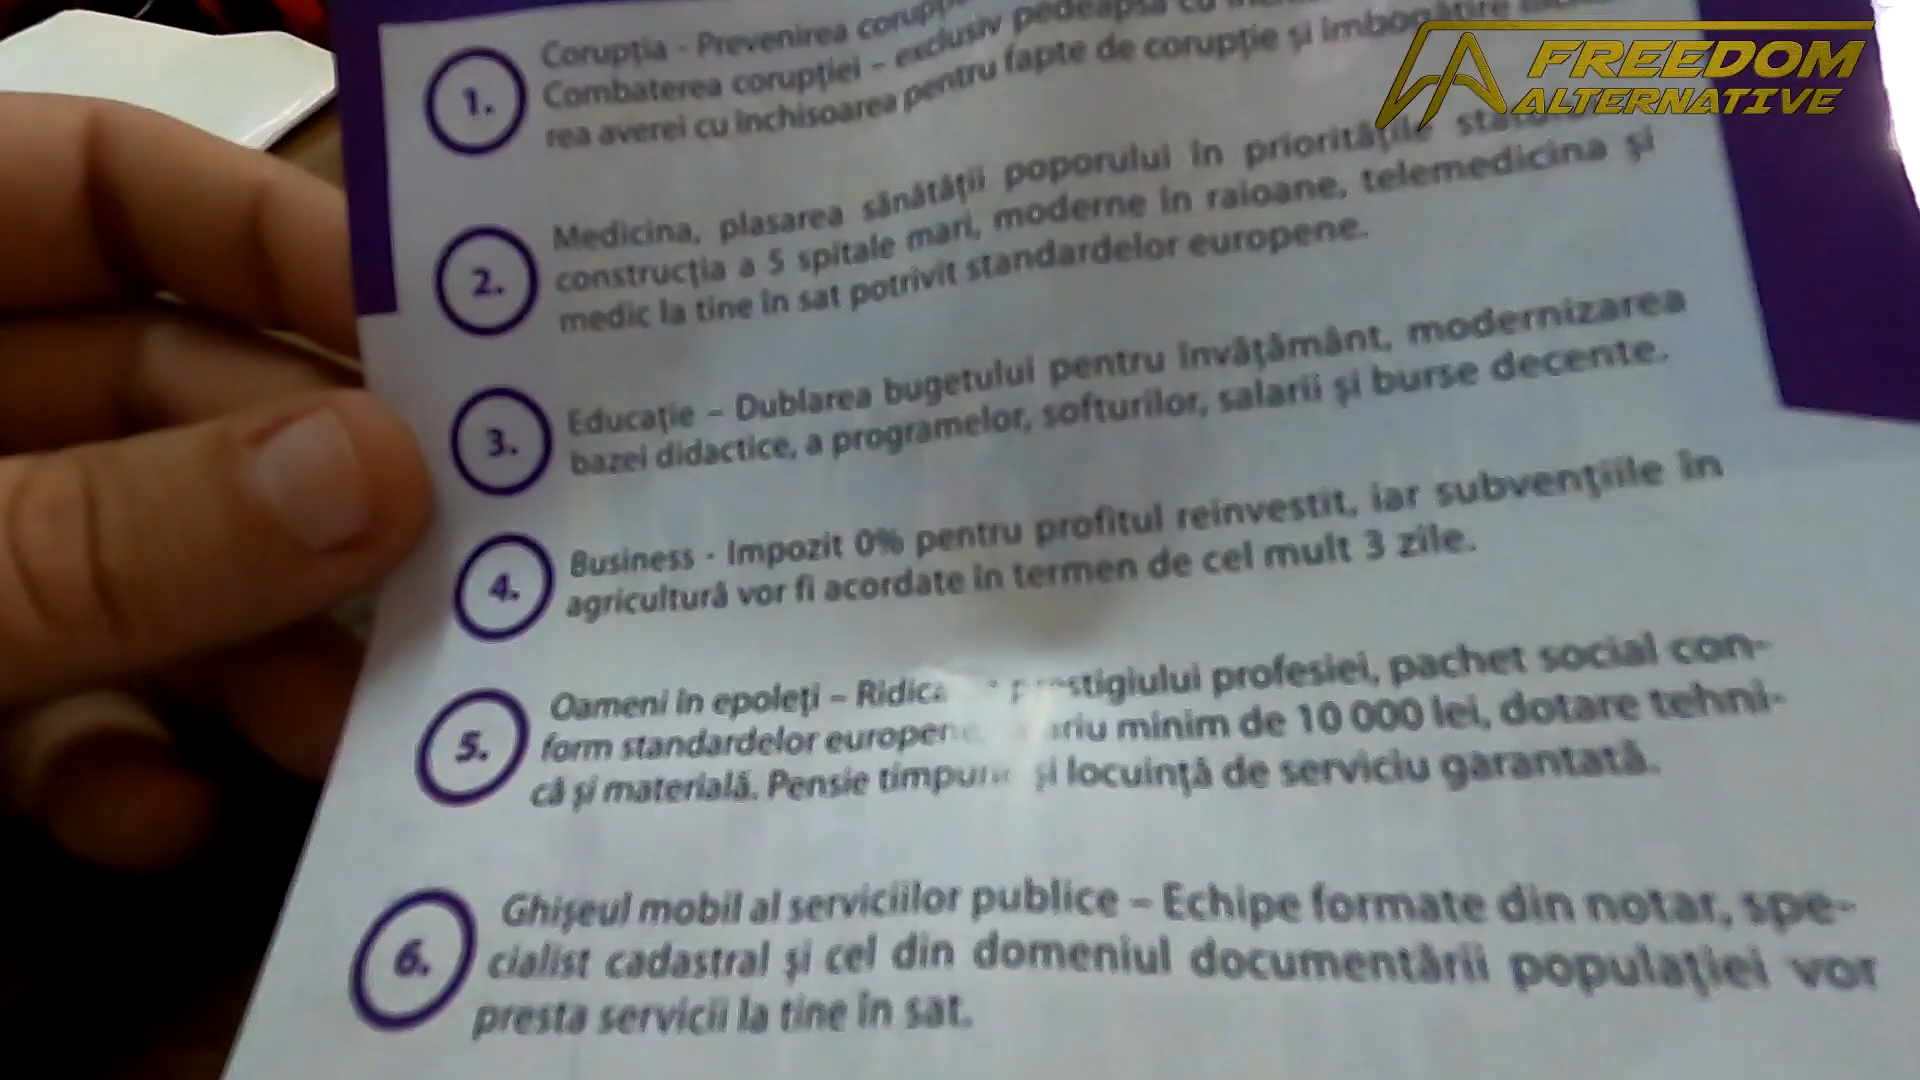 FREEDOM
ALTERNATIVE
1.
Corupția - Prevenirea
Combaterea corupției – exclusiv pedeapsa cu
rea averei cu închisoarea pentru fapte de corupție și îmbogățire
2.
Medicina, plasarea sănătății poporului în prioritățile
construcția a 5 spitale mari, moderne în raioane, telemedicina și
medic la tine în sat potrivit standardelor europene.
3.
Educație – Dublarea bugetului pentru învățământ, modernizarea
bazei didactice, a programelor, softurilor, salarii și burse decente.
4.
Business - Impozit 0% pentru profitul reinvestit, iar subvențiile în
agricultură vor fi acordate în termen de cel mult 3 zile.
5.
Oameni în epoleți – profesiei, pachet social con-
form standardelor minim de 10 000 lei, dotare tehni-
că și materială. Pensie și locuință de serviciu garantată.
6.
Ghișeul mobil al serviciilor publice – Echipe formate din notar, spe-
cialist cadastral și cel din domeniul documentării populației vor
presta servicii la tine în sat.